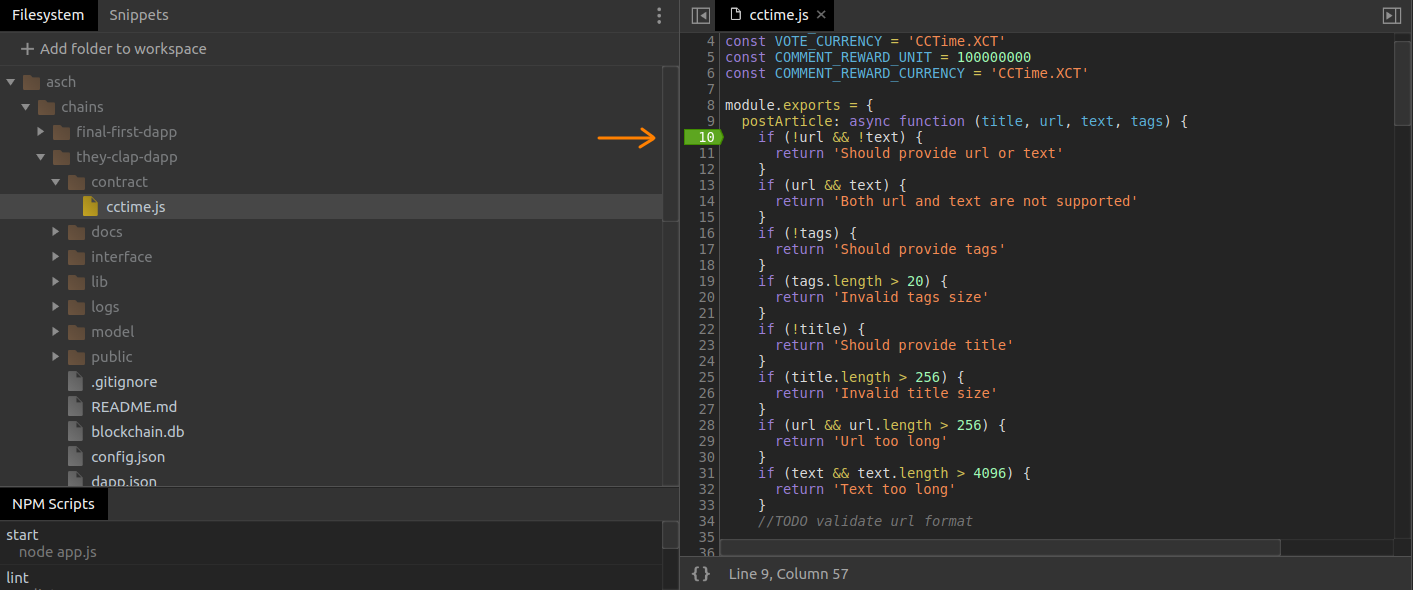 Filesystem
Snippets
Add folder to workspace
asch
chains
final-first-dapp
they-clap-dapp
contract
cctime.js
docs
interface
lib
logs
model
public
.gitignore
README.md
blockchain.db
config.json
dapp.json
NPM Scripts
start
node app.js
lint
cctime.js
4 const VOTE_CURRENCY = 'CCTime.XCT'
5 const COMMENT_REWARD_UNIT = 100000000
6 const COMMENT_REWARD_CURRENCY = 'CCTime.XCT'
7
8 module.exports = {
9   postArticle: async function (title, url, text, tags) {
10     if (!url && !text) {
11       return 'Should provide url or text'
12     }
13     if (url && text) {
14       return 'Both url and text are not supported'
15     }
16     if (!tags) {
17       return 'Should provide tags'
18     }
19     if (tags.length > 20) {
20       return 'Invalid tags size'
21     }
22     if (!title) {
23       return 'Should provide title'
24     }
25     if (title.length > 256) {
26       return 'Invalid title size'
27     }
28     if (url && url.length > 256) {
29       return 'Url too long'
30     }
31     if (text && text.length > 4096) {
32       return 'Text too long'
33     }
34     //TODO validate url format
35
36
{} Line 9, Column 57